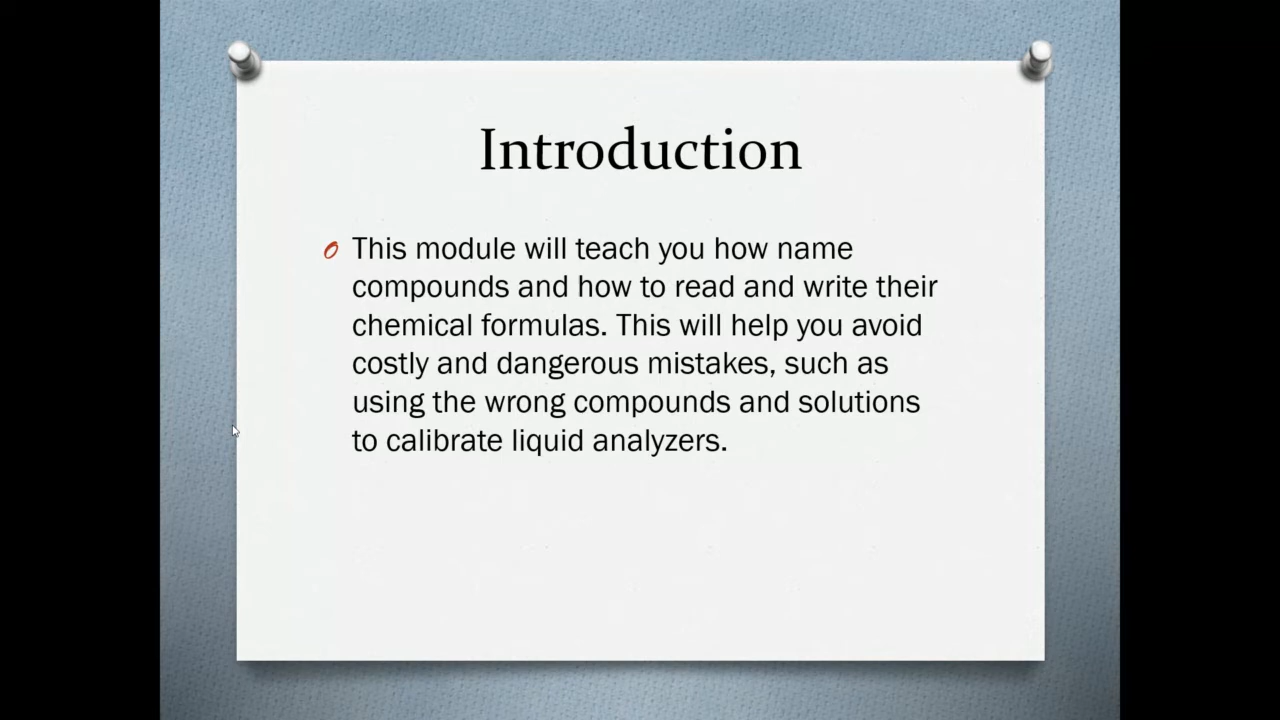 Introduction
This module will teach you how name
compounds and how to read and write their
chemical formulas. This will help you avoid
costly and dangerous mistakes, such as
using the wrong compounds and solutions
to calibrate liquid analyzers.